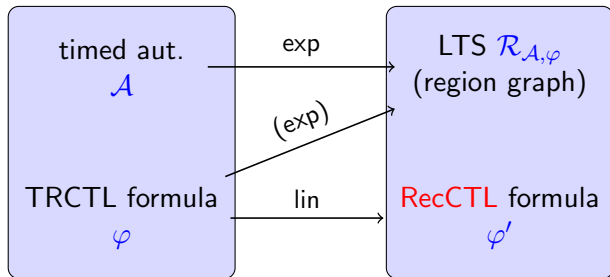 timed aut.
𝒜
exp
LTS ℛ𝒜,φ
(region graph)
(exp)
TRCTL formula
φ
lin
RecCTL formula
φ′